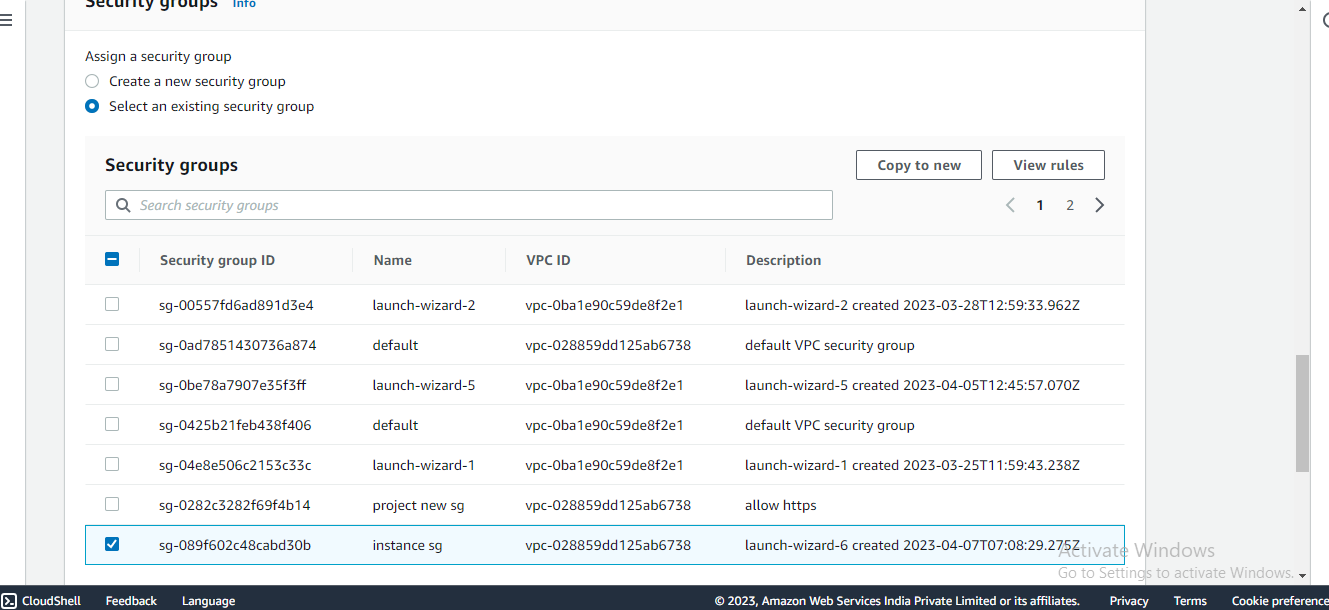 Security groups Info
Assign a security group
Create a new security group
Select an existing security group
Security groups
Copy to new
View rules
Search security groups
1 2
Security group ID Name VPC ID Description
sg-00557fd6ad891d3e4 launch-wizard-2 vpc-0ba1e90c59de8f2e1 launch-wizard-2 created 2023-03-28T12:59:33.962Z
sg-0ad7851430736a874 default vpc-028859dd125ab6738 default VPC security group
sg-0be78a7907e35f3ff launch-wizard-5 vpc-0ba1e90c59de8f2e1 launch-wizard-5 created 2023-04-05T12:45:57.070Z
sg-0425b21feb438f406 default vpc-0ba1e90c59de8f2e1 default VPC security group
sg-04e8e506c2153c33c launch-wizard-1 vpc-0ba1e90c59de8f2e1 launch-wizard-1 created 2023-03-25T11:59:43.238Z
sg-0282c3282f69f4b14 project new sg vpc-028859dd125ab6738 allow https
sg-089f602c48cabd30b instance sg vpc-028859dd125ab6738 launch-wizard-6 created 2023-04-07T07:08:29.275Z
Activate Windows
Go to Settings to activate Windows.
CloudShell Feedback Language © 2023, Amazon Web Services India Private Limited or its affiliates. Privacy Terms Cookie preference